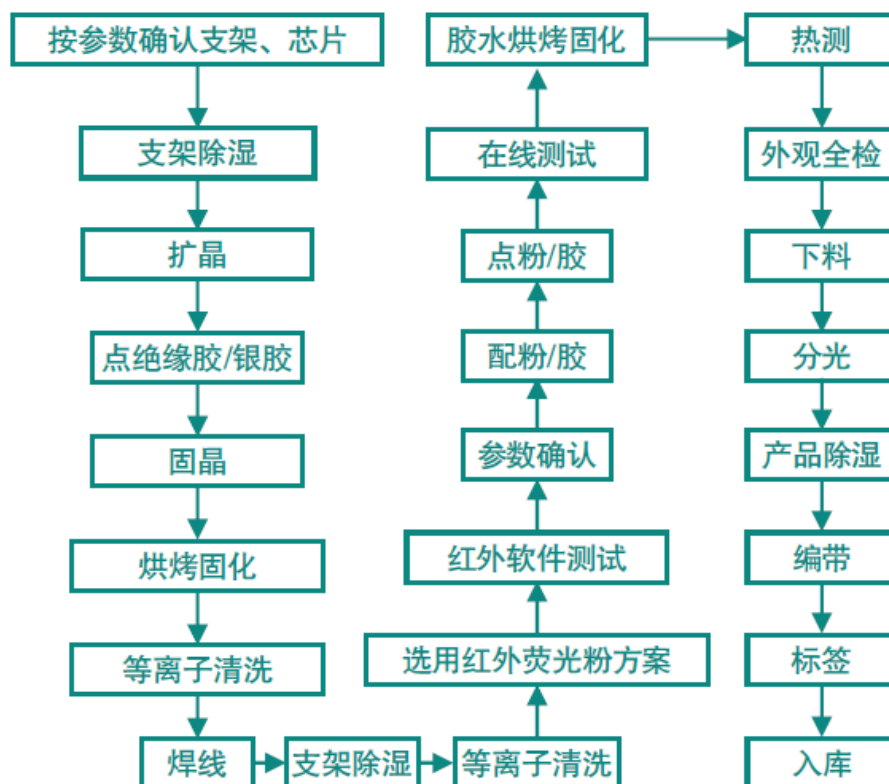 按参数确认支架、芯片
支架除湿
扩晶
点绝缘胶/银胶
固晶
烘烤固化
等离子清洗
焊线
支架除湿
等离子清洗
选用红外荧光粉方案
红外软件测试
参数确认
配粉/胶
点粉/胶
在线测试
胶水烘烤固化
热测
外观全检
下料
分光
产品除湿
编带
标签
入库